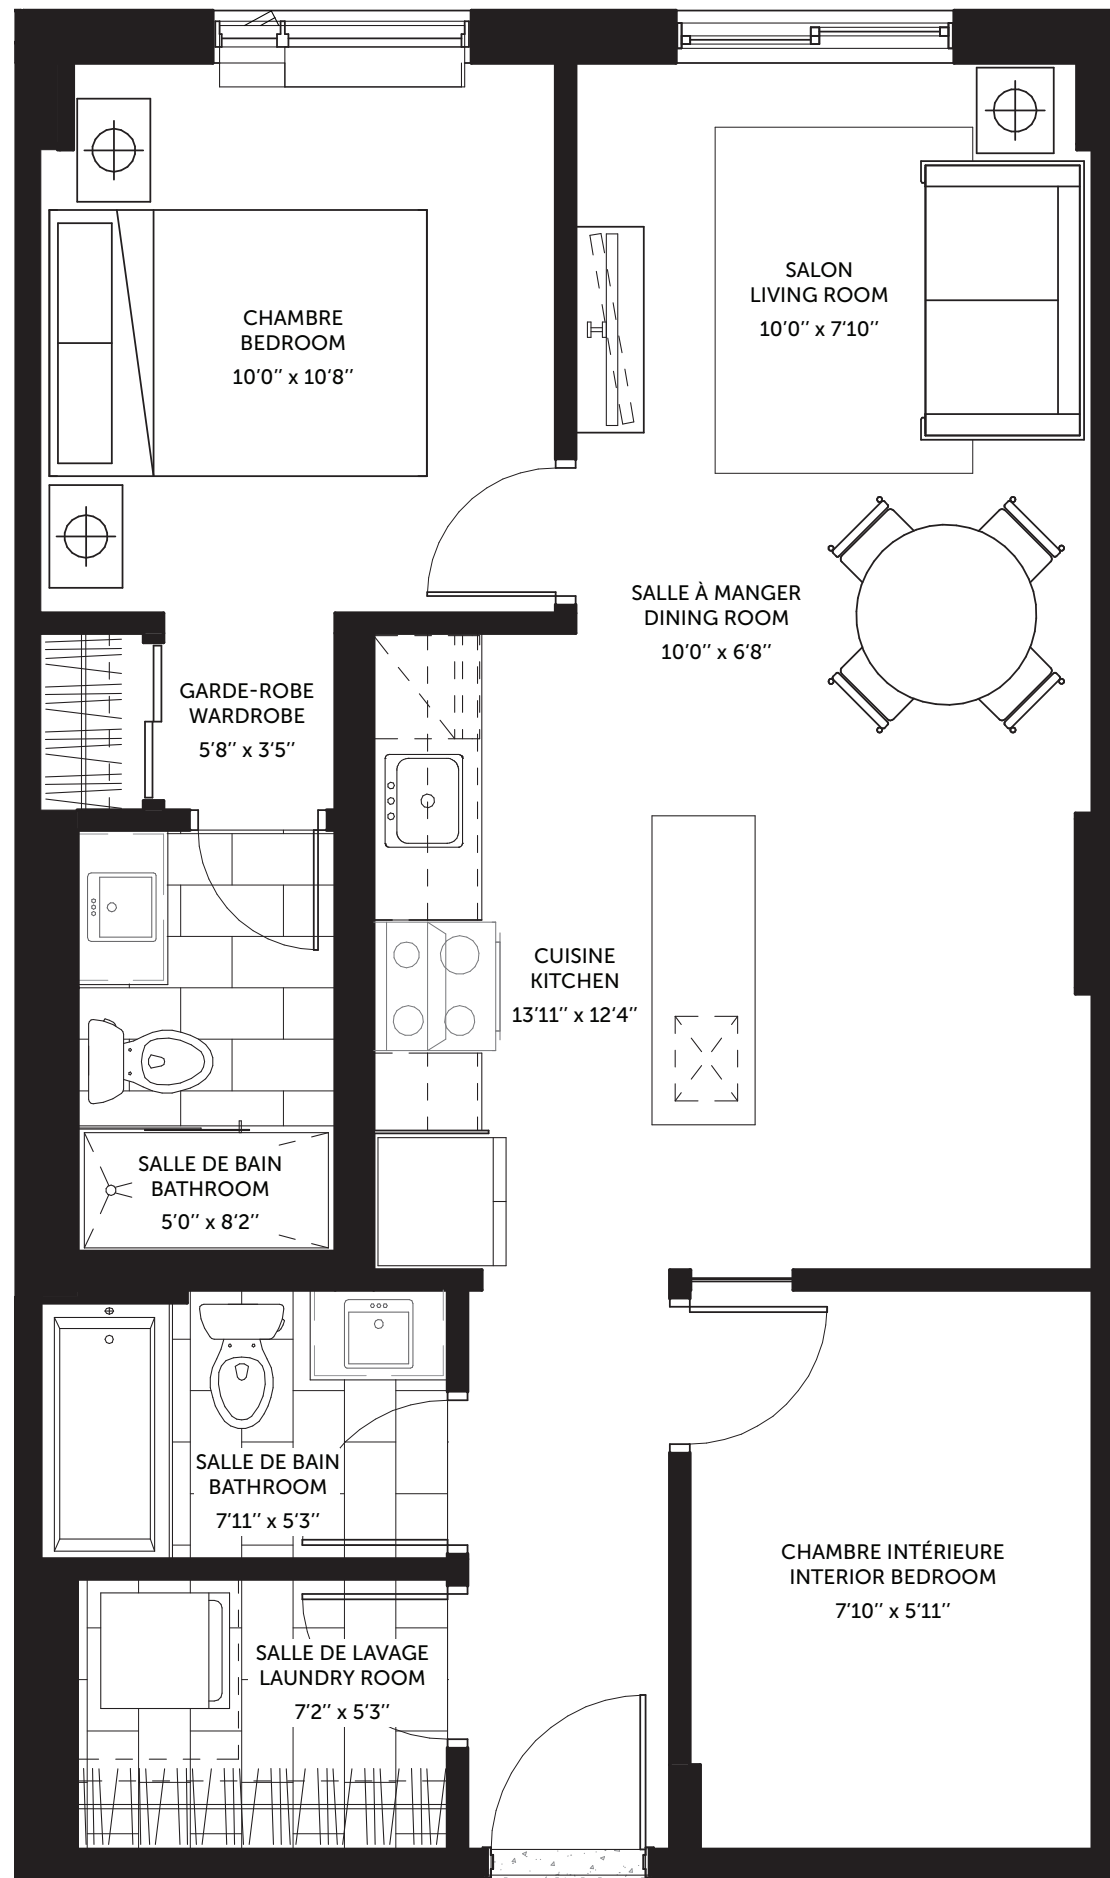 CHAMBRE
BEDROOM
10'0'' x 10'8''
SALON
LIVING ROOM
10'0'' x 7'10''
SALLE À MANGER
DINING ROOM
10'0'' x 6'8''
GARDE-ROBE
WARDROBE
5'8'' x 3'5''
CUISINE
KITCHEN
13'11'' x 12'4''
SALLE DE BAIN
BATHROOM
5'0'' x 8'2''
SALLE DE BAIN
BATHROOM
7'11'' x 5'3''
CHAMBRE INTÉRIEURE
INTERIOR BEDROOM
7'10'' x 5'11''
SALLE DE LAVAGE
LAUNDRY ROOM
7'2'' x 5'3''